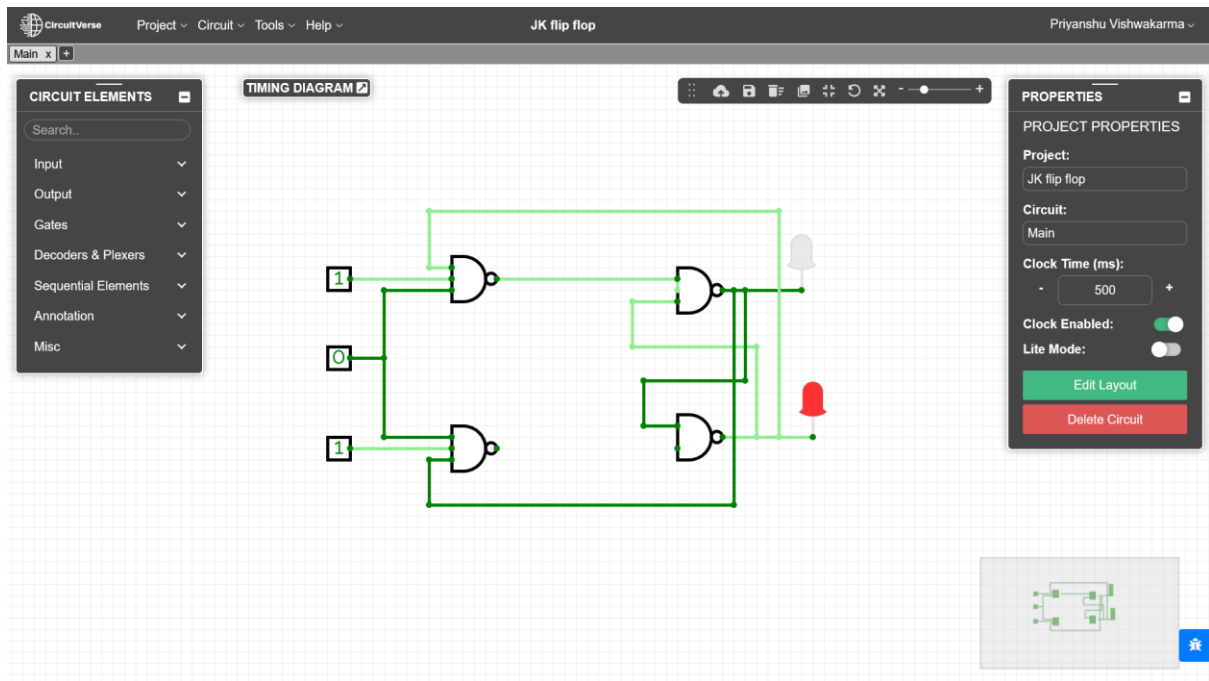 CircuitVerse Project Circuit Tools Help JK flip flop Priyanshu Vishwakarma
Main x +
TIMING DIAGRAM
- +
CIRCUIT ELEMENTS
Search..
Input
Output
Gates
Decoders & Plexers
Sequential Elements
Annotation
Misc
1
0
1
PROPERTIES
PROJECT PROPERTIES
Project:
JK flip flop
Circuit:
Main
Clock Time (ms):
- 500 +
Clock Enabled:
Lite Mode:
Edit Layout
Delete Circuit